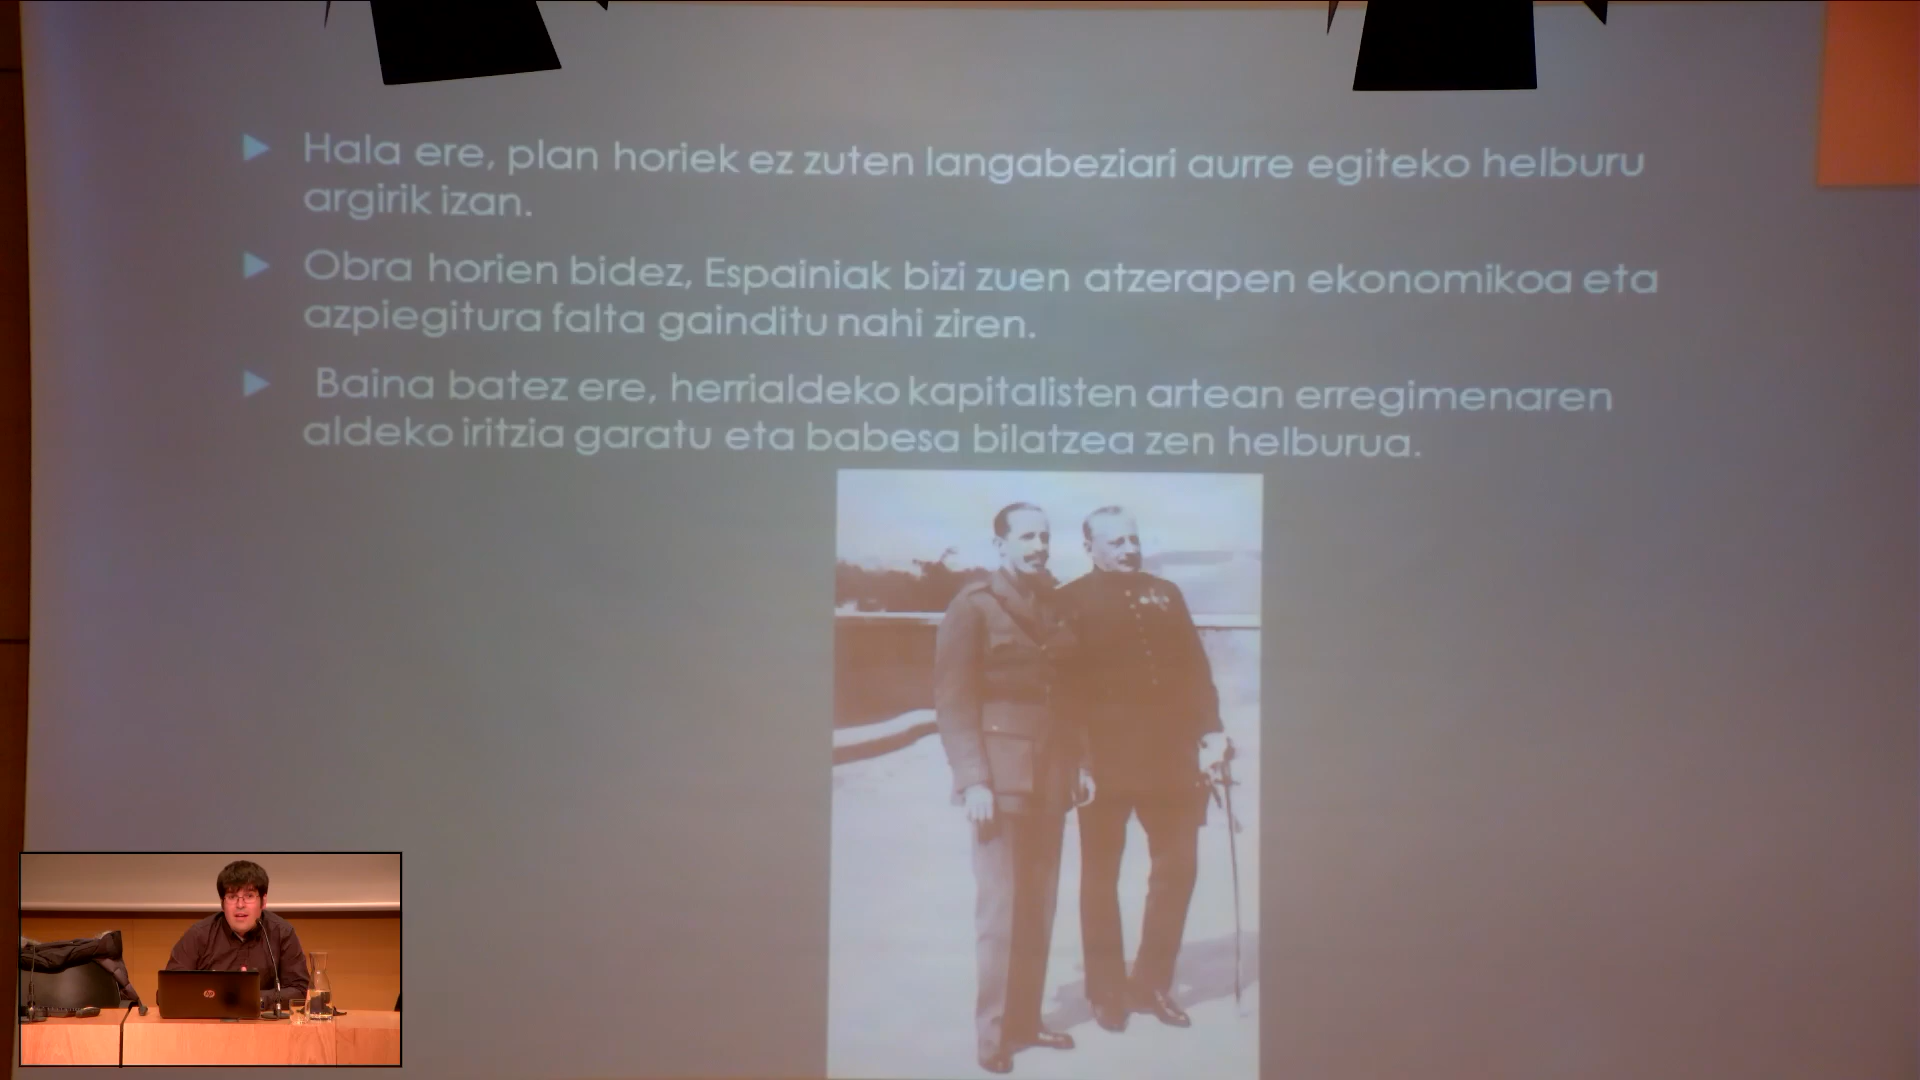 Hala ere, plan horiek ez zuten langabeziari aurre egiteko helburu
argirik izan.
Obra horien bidez, Espainiak bizi zuen atzerapen ekonomikoa eta
azpiegitura falta gainditu nahi ziren.
Baina batez ere, herrialdeko kapitalisten artean erregimenaren
aldeko iritzia garatu eta babesa bilatzea zen helburua.
hp